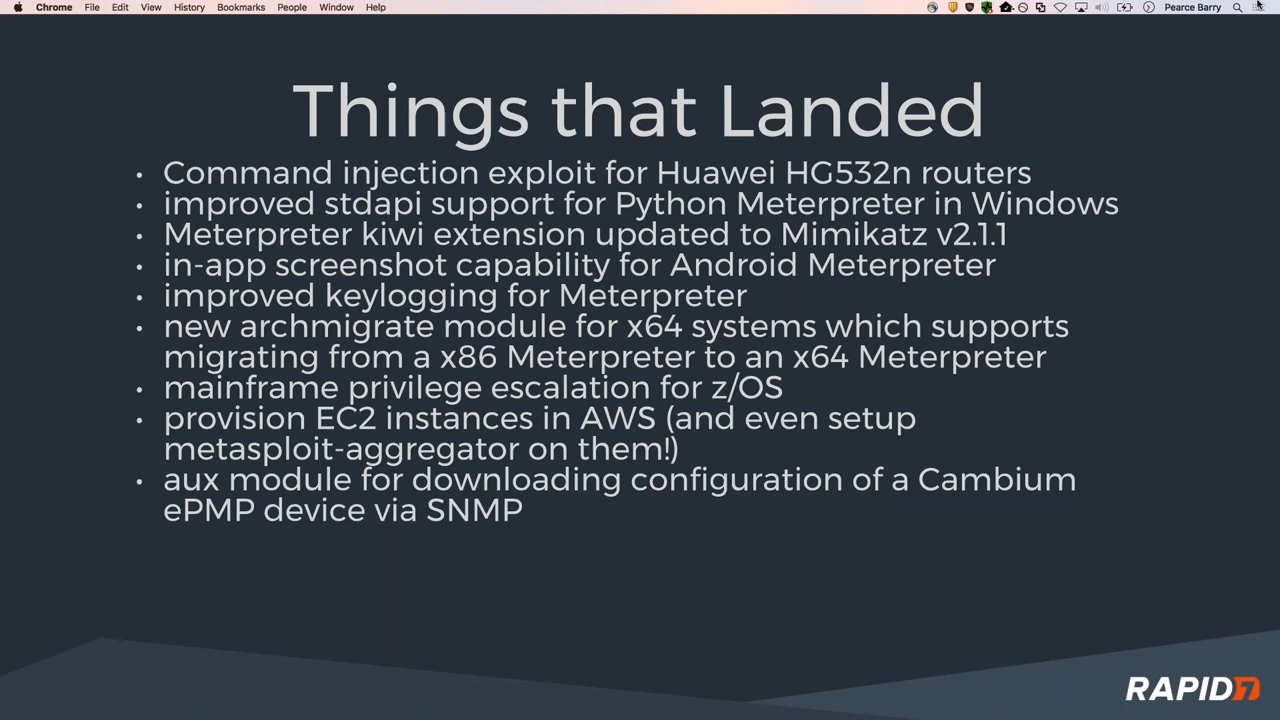 Chrome File Edit View History Bookmarks People Window Help Pearce Barry
Things that Landed
• Command injection exploit for Huawei HG532n routers
• improved stdapi support for Python Meterpreter in Windows
• Meterpreter kiwi extension updated to Mimikatz v2.1.1
• in-app screenshot capability for Android Meterpreter
• improved keylogging for Meterpreter
• new archmigrate module for x64 systems which supports
migrating from a x86 Meterpreter to an x64 Meterpreter
• mainframe privilege escalation for z/OS
• provision EC2 instances in AWS (and even setup
metasploit-aggregator on them!)
• aux module for downloading configuration of a Cambium
ePMP device via SNMP
RAPID7